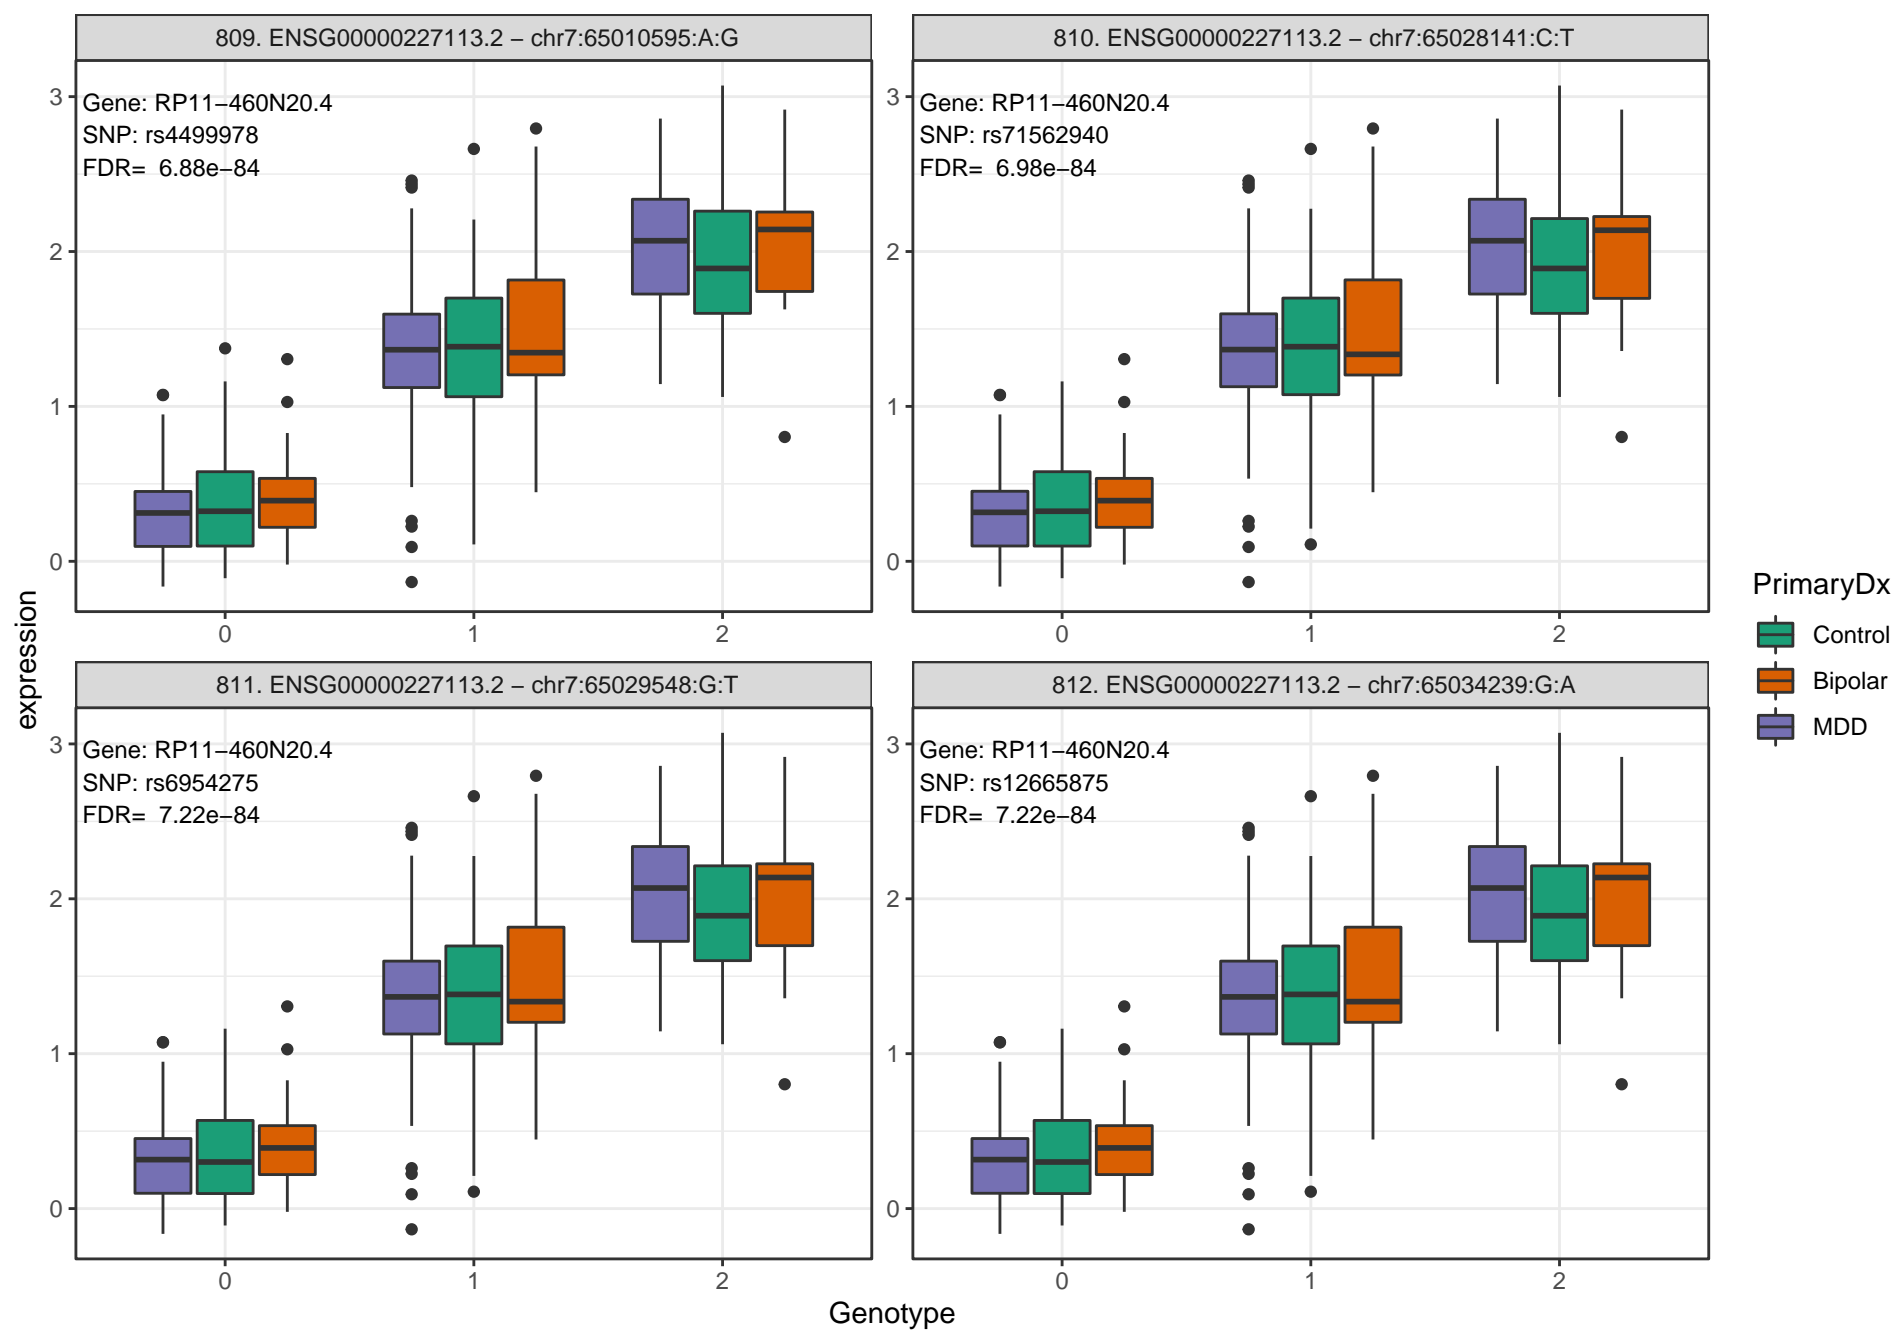 809. ENSG00000227113.2 − chr7:65010595:A:G
Gene: RP11−460N20.4
SNP: rs4499978
FDR=  6.88e−84
3
2
1
0
0 1 2
810. ENSG00000227113.2 − chr7:65028141:C:T
Gene: RP11−460N20.4
SNP: rs71562940
FDR=  6.98e−84
3
2
1
0
0 1 2
811. ENSG00000227113.2 − chr7:65029548:G:T
Gene: RP11−460N20.4
SNP: rs6954275
FDR=  7.22e−84
3
2
1
0
0 1 2
812. ENSG00000227113.2 − chr7:65034239:G:A
Gene: RP11−460N20.4
SNP: rs12665875
FDR=  7.22e−84
3
2
1
0
0 1 2
expression
Genotype
PrimaryDx
Control
Bipolar
MDD